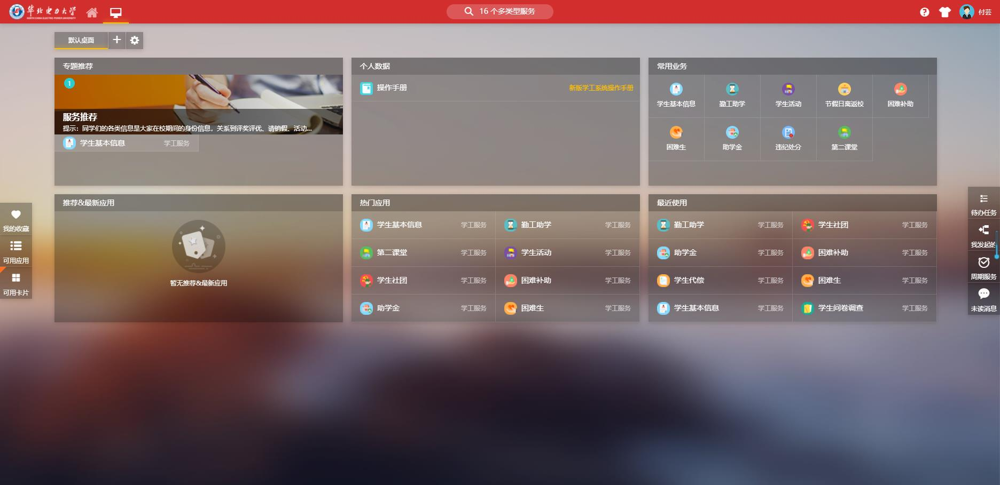 华北电力大学
NORTH CHINA ELECTRIC POWER UNIVERSITY
16 个多类型服务
付芸
默认桌面
专题推荐
1
服务推荐
提示：同学们的各类信息是大家在校期间的身份信息，关系到评奖评优、请销假、活动...
学生基本信息 学工服务
个人数据
操作手册 新版学工系统操作手册
常用业务
学生基本信息 勤工助学 学生活动 节假日离返校 困难补助
困难生 助学金 违纪处分 第二课堂
推荐&最新应用
暂无推荐&最新应用
热门应用
学生基本信息 学工服务 勤工助学 学工服务
第二课堂 学工服务 学生活动 学工服务
学生社团 学工服务 困难补助 学工服务
助学金 学工服务 困难生 学工服务
最近使用
勤工助学 学工服务 学生社团 学工服务
助学金 学工服务 困难补助 学工服务
学生代偿 学工服务 困难生 学工服务
学生基本信息 学工服务 学生问卷调查 学工服务
我的收藏
可用应用
可用卡片
待办任务
我发起的
周期服务
未读消息